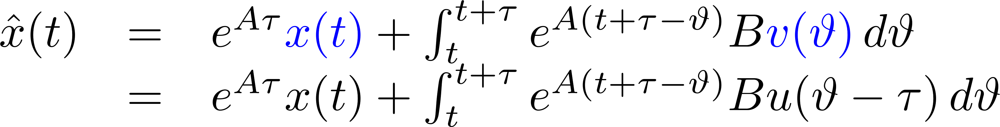 x̂(t) = e^{Aτ}x(t) + ∫_t^{t+τ} e^{A(t+τ−ϑ)}Bv(ϑ) dϑ
= e^{Aτ}x(t) + ∫_t^{t+τ} e^{A(t+τ−ϑ)}Bu(ϑ − τ) dϑ